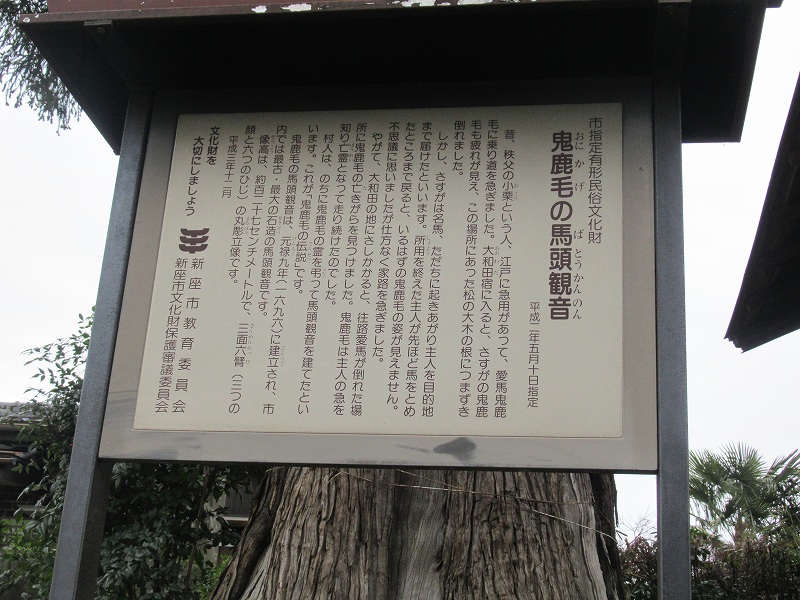 市指定有形民俗文化財
鬼鹿毛の馬頭観音
おにかげ
ばとうかんのん
平成二年五月十日指定
昔、秩父の小栗という人、江戸に急用があって、愛馬鬼鹿
毛に乗り道を急ぎました。大和田宿に入ると、さすがの鬼鹿
毛も疲れが見え、この場所にあった松の大木の根につまずき
倒れました。
しかし、さすがは名馬、ただちに起きあがり主人を目的地
まで届けたといいます。所用を終えた主人が先ほど馬をとめ
たところまで戻ると、いるはずの鬼鹿毛の姿が見えません。
不思議に思いましたが仕方なく家路を急ぎました。
やがて、大和田の地にさしかかると、往路愛馬が倒れた場
所に鬼鹿毛の亡きがらを見つけました。鬼鹿毛は主人の急を
知り亡霊となって走り続けたのでした。
村人は、のちに鬼鹿毛の霊を弔って馬頭観音を建てたとい
います。これが「鬼鹿毛の伝説」です。
鬼鹿毛の馬頭観音は、元禄九年(一六九六)に建立され、市
内では最古・最大の石造の馬頭観音です。
像高は、約百二十七センチメートルで、三面六臂(三つの
顔と六つのひじ)の丸彫立像です。
平成三年十二月
文化財を
大切にしましょう
新座市教育委員会
新座市文化財保護審議委員会